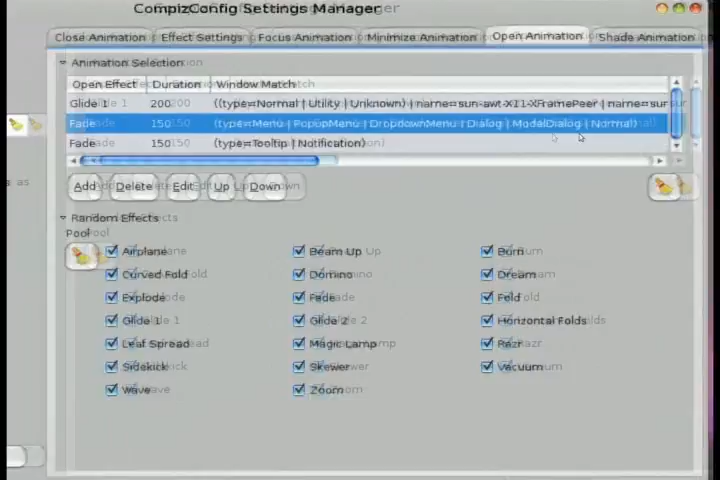 CompizConfig Settings Manager
Close Animation Effect Settings Focus Animation Minimize Animation Open Animation Shade Animation
Animation Selection
Open Effect Duration Window Match
Glide 1 200 ((type=Normal | Utility | Unknown) | name=sun-awt-X11-XFramePeer | name=sun
Fade 150 (type=Menu | PopupMenu | DropdownMenu | Dialog | ModalDialog | Normal)
Fade 150 (type=Tooltip | Notification)
Add Delete Edit Up Down
as
Random Effects
Pool
Airplane Beam Up Burn
Curved Fold Domino Dream
Explode Fade Fold
Glide 1 Glide 2 Horizontal Folds
Leaf Spread Magic Lamp Razr
Sidekick Skewer Vacuum
Wave Zoom